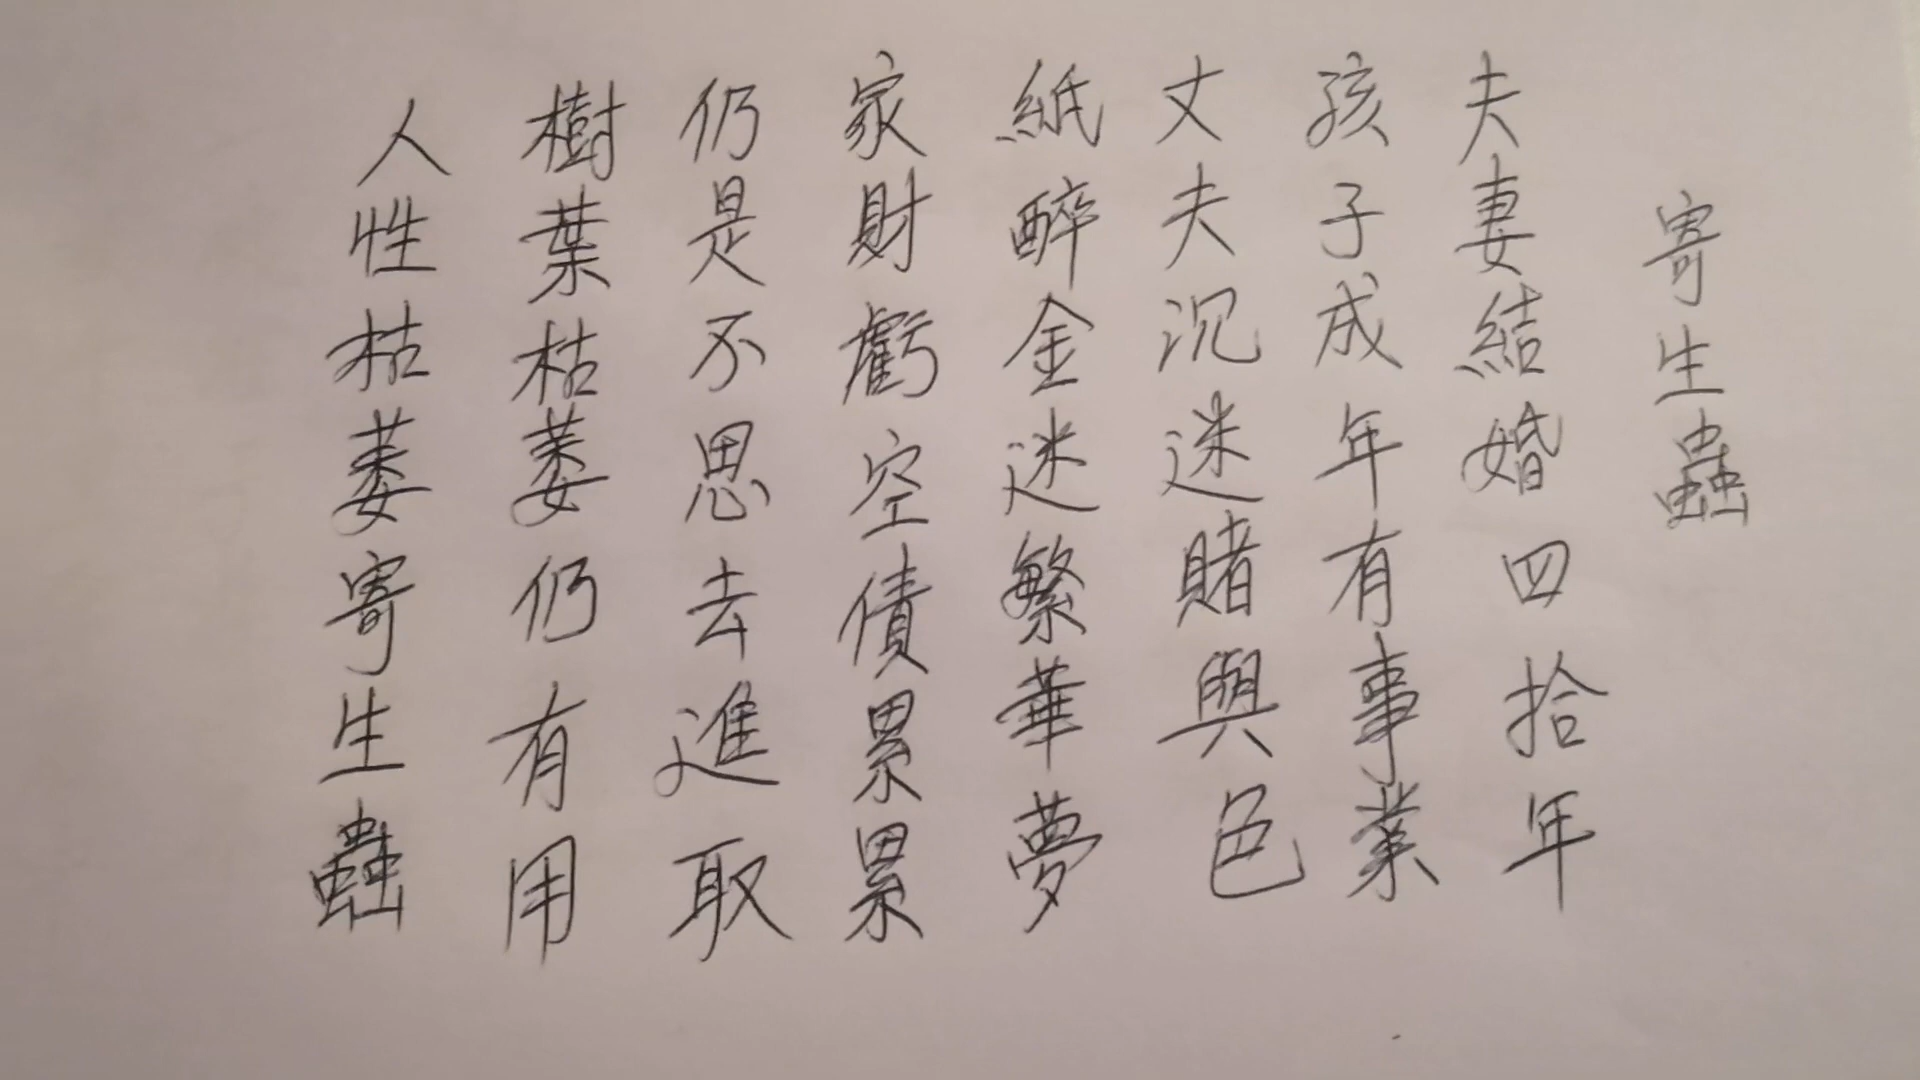 寄生蟲
夫妻結婚四拾年
孩子成年有事業
丈夫沉迷賭與色
紙醉金迷繁華夢
家財虧空債累累
仍是不思去進取
樹葉枯萎仍有用
人性枯萎寄生蟲